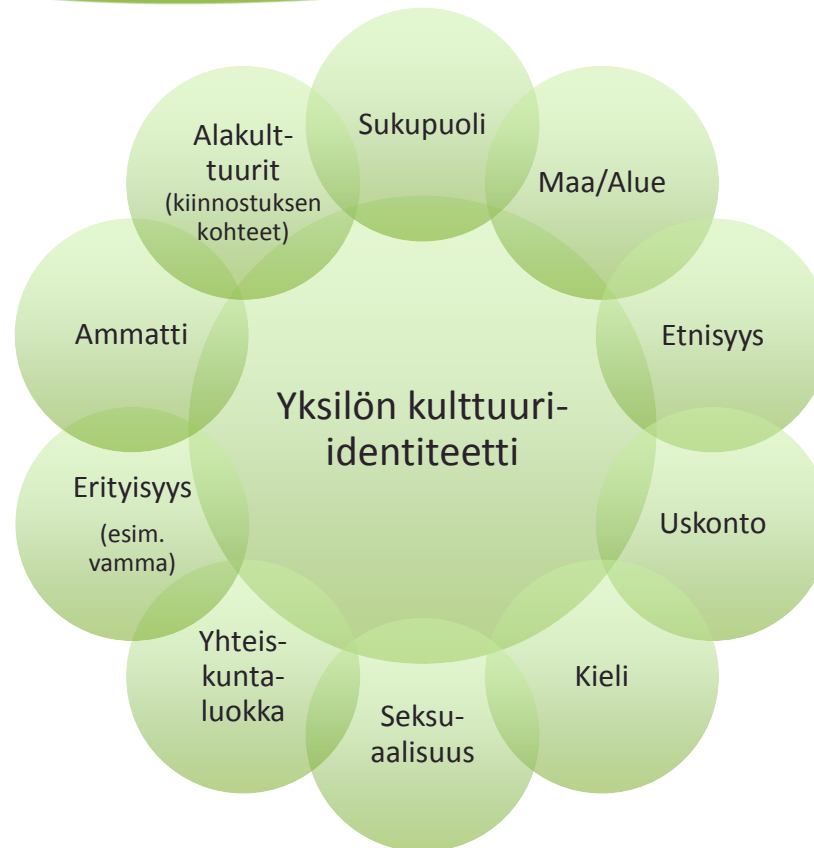 Sukupuoli
Maa/Alue
Etnisyys
Uskonto
Kieli
Seksu-
aalisuus
Yhteis-
kunta-
luokka
Erityisyys
(esim.
vamma)
Ammatti
Alakult-
tuurit
(kiinnostuksen
kohteet)
Yksilön kulttuuri-
identiteetti